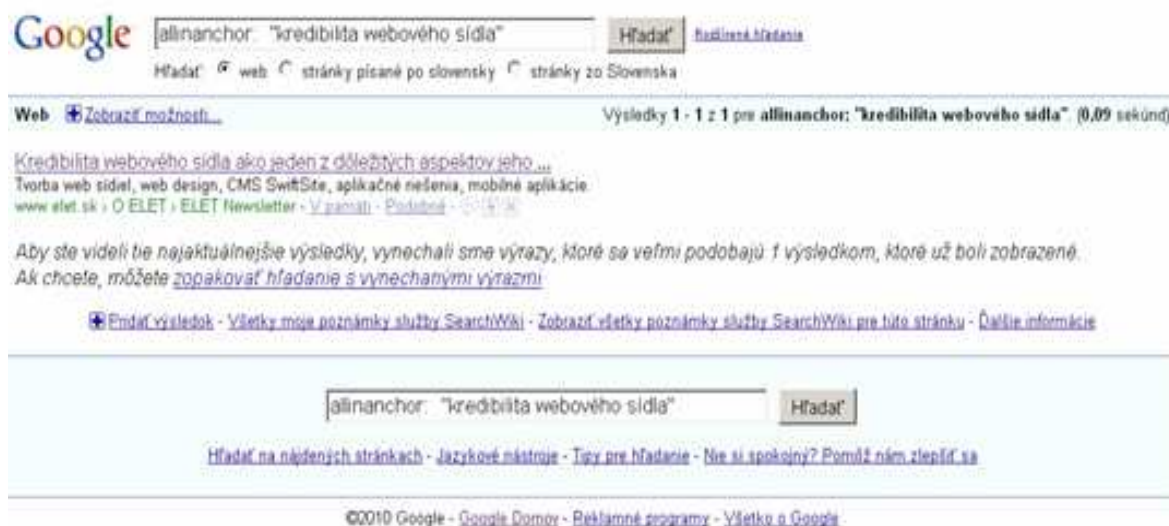 Google allinanchor: "kredibilita webového sídla" Hľadať Rozšírené hľadanie
Hľadať: web stránky písané po slovensky stránky zo Slovenska
Web Zobraziť možnosti... Výsledky 1 - 1 z 1 pre allinanchor: "kredibilita webového sídla". (0,09 sekúnd)
Kredibilita webového sídla ako jeden z dôležitých aspektov jeho ...
Tvorba web sídiel, web design, CMS SwiftSite, aplikačné riešenia, mobilné aplikácie.
www.elet.sk › O ELET › ELET Newsletter - V pamäti - Podobné -
Aby ste videli tie najaktuálnejšie výsledky, vynechali sme výrazy, ktoré sa veľmi podobajú 1 výsledkom, ktoré už boli zobrazené.
Ak chcete, môžete zopakovať hľadanie s vynechanými výrazmi
Pridať výsledok - Všetky moje poznámky služby SearchWiki - Zobraziť všetky poznámky služby SearchWiki pre túto stránku - Ďalšie informácie
allinanchor: "kredibilita webového sídla" Hľadať
Hľadať na nájdených stránkach - Jazykové nástroje - Tipy pre hľadanie - Nie si spokojný? Pomôž nám zlepšiť sa
©2010 Google - Google Domov - Reklamné programy - Všetko o Google